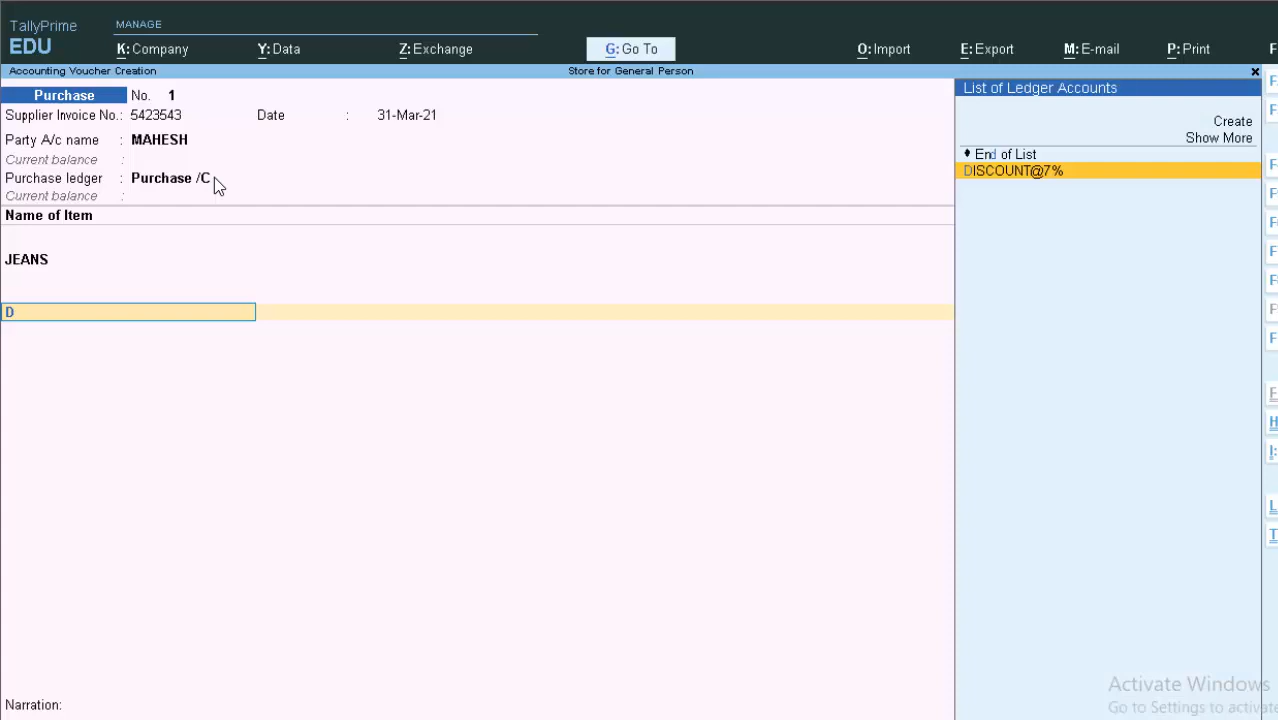 TallyPrime
EDU
MANAGE
K: Company
Y: Data
Z: Exchange
G: Go To
O: Import
E: Export
M: E-mail
P: Print
F
Accounting Voucher Creation
Store for General Person
×
Purchase No. 1
Supplier Invoice No.: 5423543 Date : 31-Mar-21
Party A/c name : MAHESH
Current balance :
Purchase ledger : Purchase /C
Current balance :
Name of Item
JEANS
D
Narration:
List of Ledger Accounts
Create
Show More
♦ End of List
DISCOUNT@7%
F
F
F
F
F
F
F
F
F
F
H
I:
L
T
Activate Windows
Go to Settings to activate